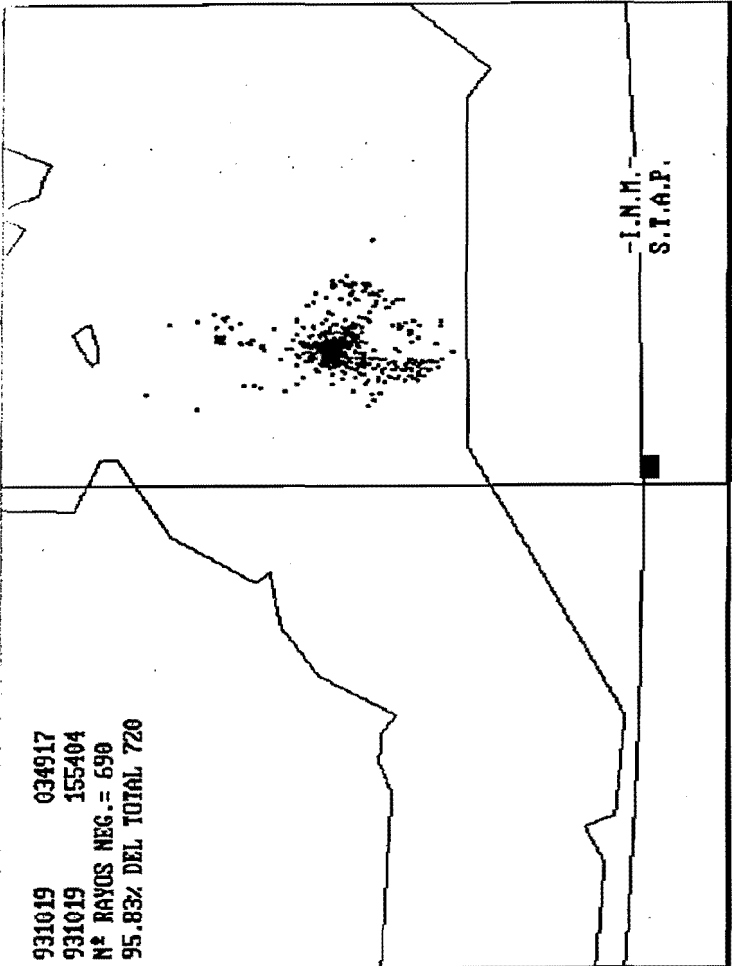 931019 034917
931019 155404
Nº RAYOS NEG.= 690
95.83% DEL TOTAL 720
-I.N.M.-
S.T.A.P.